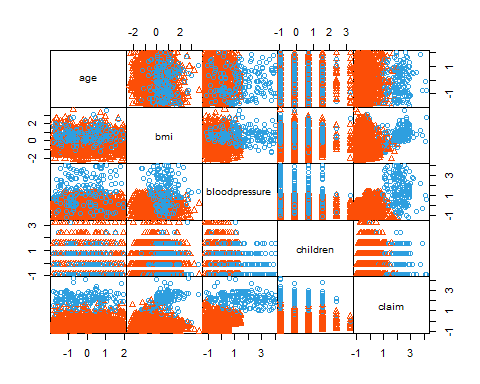 -2 0 2 -1 0 1 2 3
age
-1 1
-2 0 2
bmi
bloodpressure
-1 1 3
-1 1 3
children
claim
-1 1 3
-1 0 1 2 -1 1 3 -1 1 3